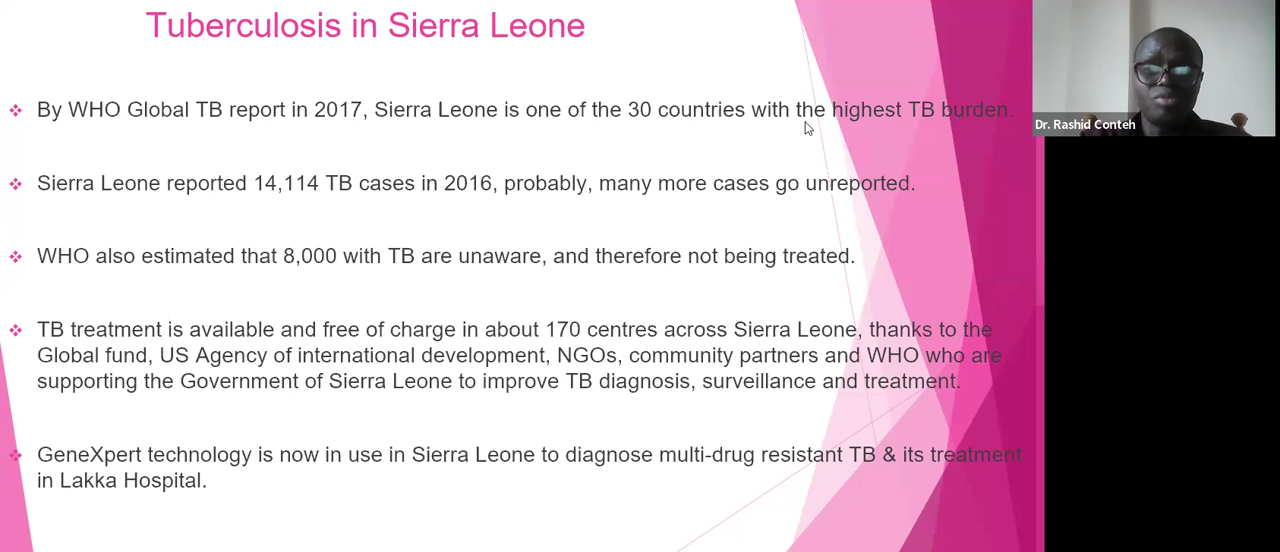 Tuberculosis in Sierra Leone
By WHO Global TB report in 2017, Sierra Leone is one of the 30 countries with the highest TB burden.
Sierra Leone reported 14,114 TB cases in 2016, probably, many more cases go unreported.
WHO also estimated that 8,000 with TB are unaware, and therefore not being treated.
TB treatment is available and free of charge in about 170 centres across Sierra Leone, thanks to the
Global fund, US Agency of international development, NGOs, community partners and WHO who are
supporting the Government of Sierra Leone to improve TB diagnosis, surveillance and treatment.
GeneXpert technology is now in use in Sierra Leone to diagnose multi-drug resistant TB & its treatment
in Lakka Hospital.
Dr. Rashid Conteh